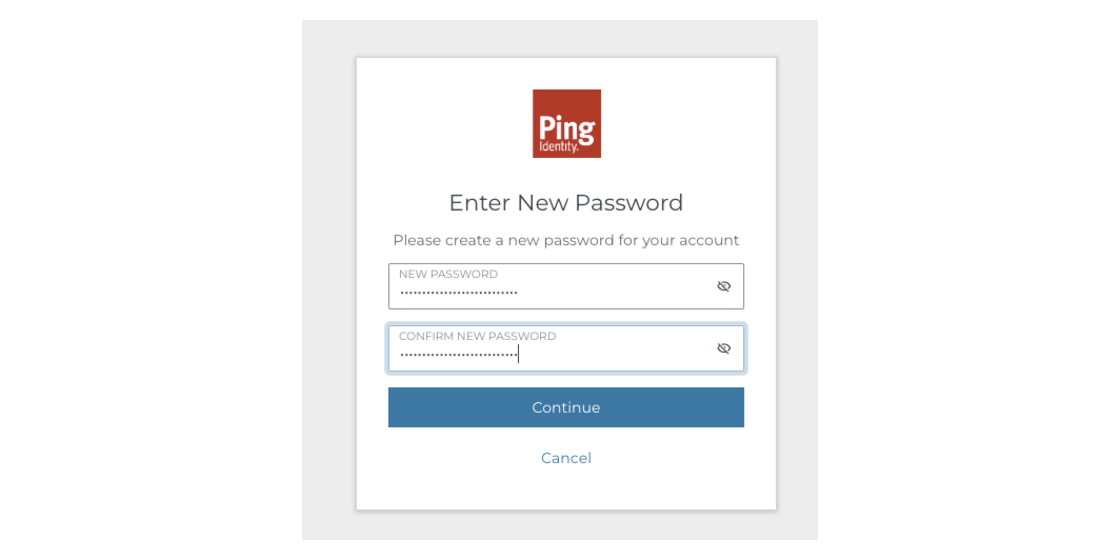 Ping
Identity.
Enter New Password
Please create a new password for your account
NEW PASSWORD
CONFIRM NEW PASSWORD
Continue
Cancel